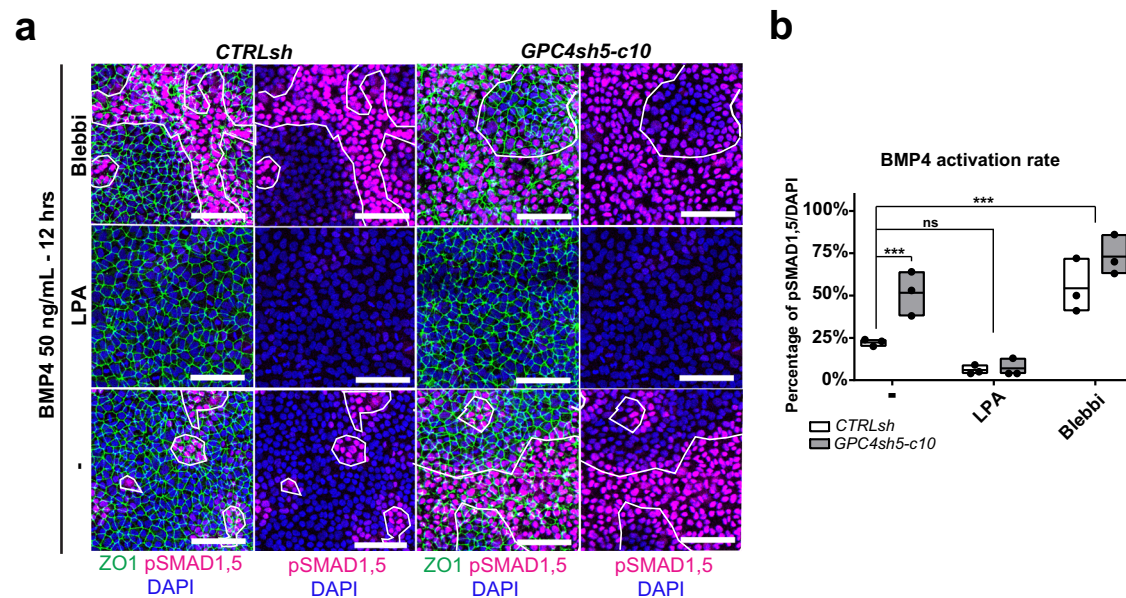 a
CTRLsh GPC4sh5-c10
BMP4 50 ng/mL - 12 hrs
Blebbi
LPA
-
ZO1 pSMAD1,5 pSMAD1,5 ZO1 pSMAD1,5 pSMAD1,5
DAPI DAPI DAPI DAPI
b
BMP4 activation rate
Percentage of pSMAD1,5/DAPI
100%
75%
50%
25%
0%
***
ns
***
- LPA Blebbi
CTRLsh
GPC4sh5-c10